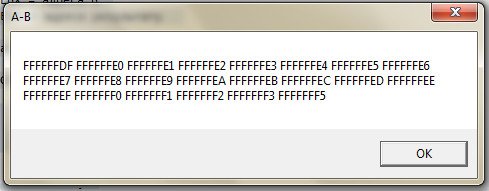 A-B
FFFFFFDF FFFFFFE0 FFFFFFE1 FFFFFFE2 FFFFFFE3 FFFFFFE4 FFFFFFE5 FFFFFFE6
FFFFFFE7 FFFFFFE8 FFFFFFE9 FFFFFFEA FFFFFFEB FFFFFFEC FFFFFFED FFFFFFEE
FFFFFFEF FFFFFFF0 FFFFFFF1 FFFFFFF2 FFFFFFF3 FFFFFFF5
OK